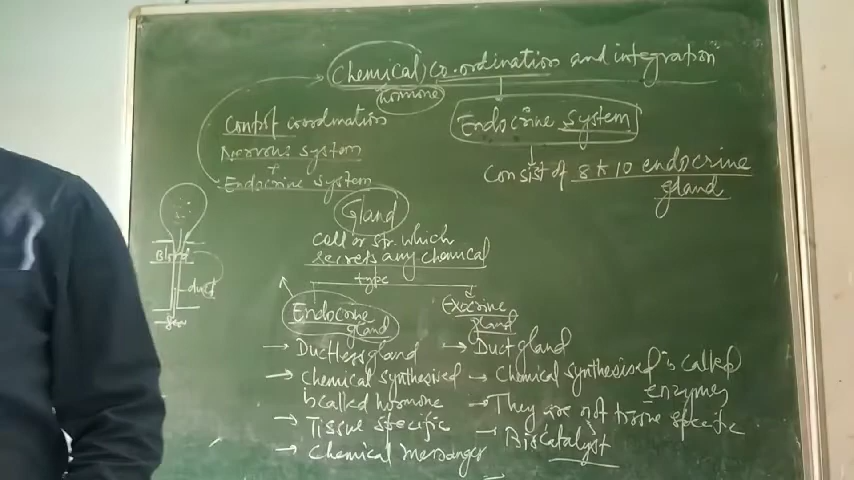 Chemical Co-ordination and integration
hormone
Compt coordination
Nervous system
+
Endocrine system
Endocrine system
Consist of 8 to 10 endocrine
gland
Gland
Cell or str. which
secrets any chemical
type
Blood
duct
Endocrine
gland
→ Ductless gland
→ Chemical synthesised
is called hormone
→ Tissue specific
→ Chemical messanger
Exocrine
gland
→ Duct gland
→ Chemical synthesised is called
enzymes
→ They are not tissue specific
→ Biocatalyst